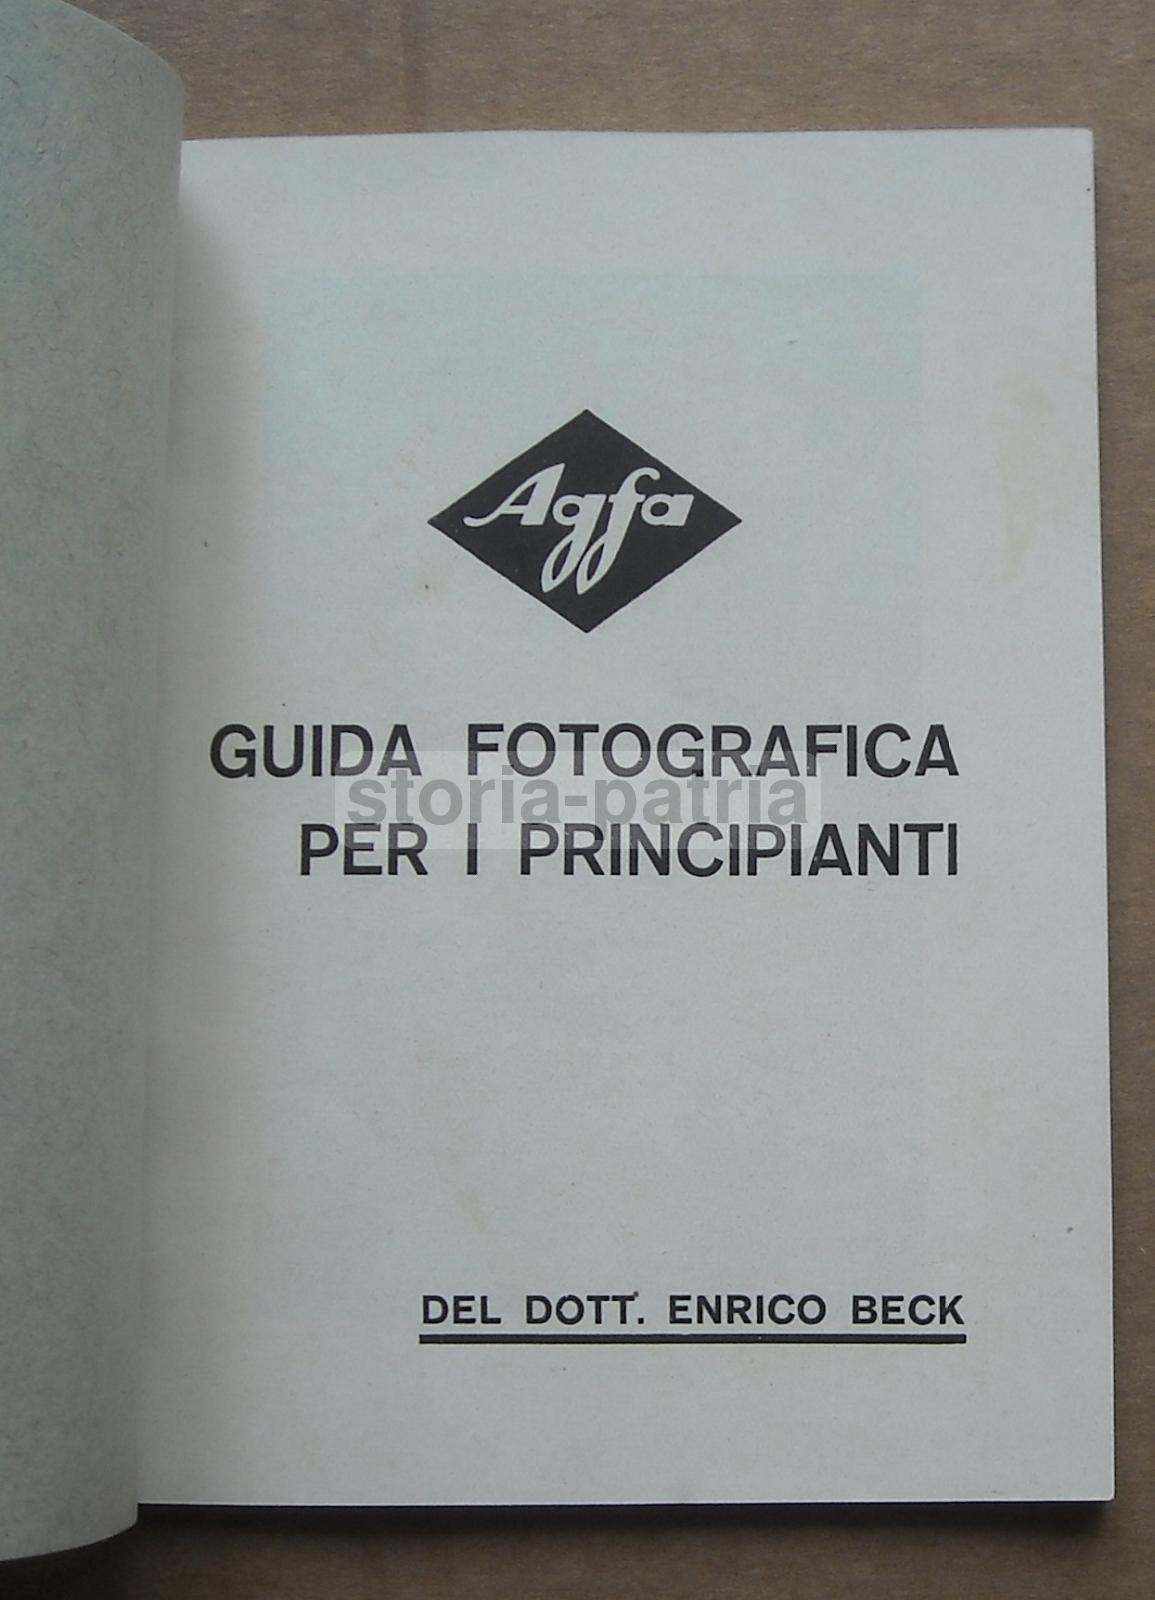 Agfa
GUIDA FOTOGRAFICA
storia-patria
PER I PRINCIPIANTI
DEL DOTT. ENRICO BECK